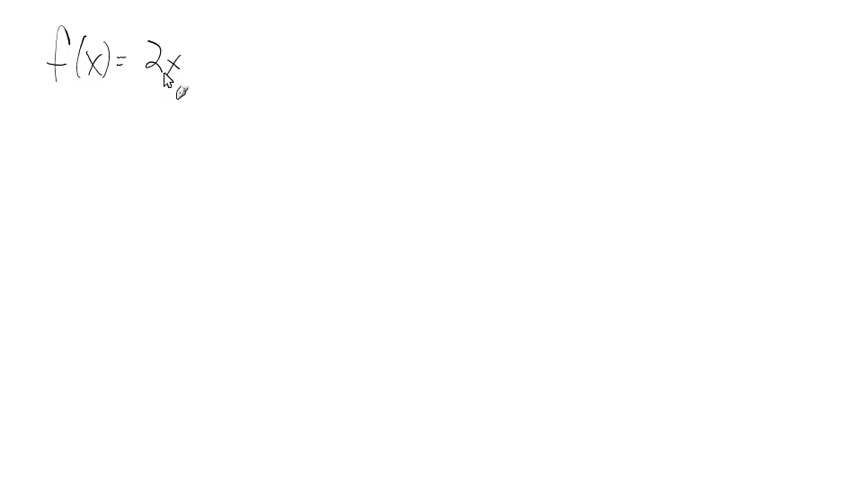 f(x) = 2x